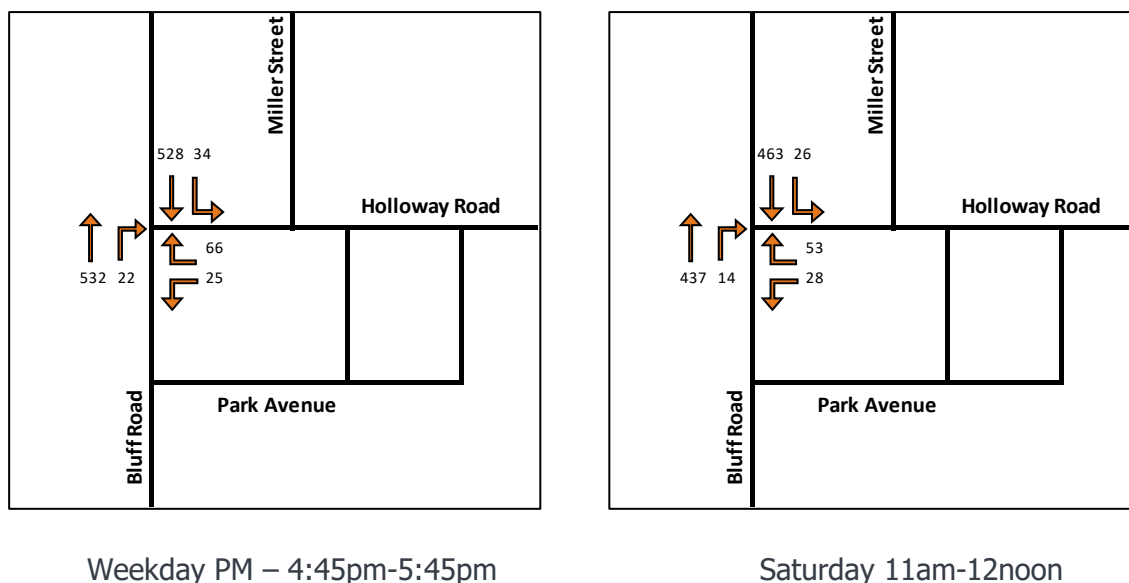 Miller Street
528 34
Holloway Road
66
532 22
25
Park Avenue
Bluff Road
Weekday PM – 4:45pm-5:45pm
Miller Street
463 26
Holloway Road
53
437 14
28
Park Avenue
Bluff Road
Saturday 11am-12noon